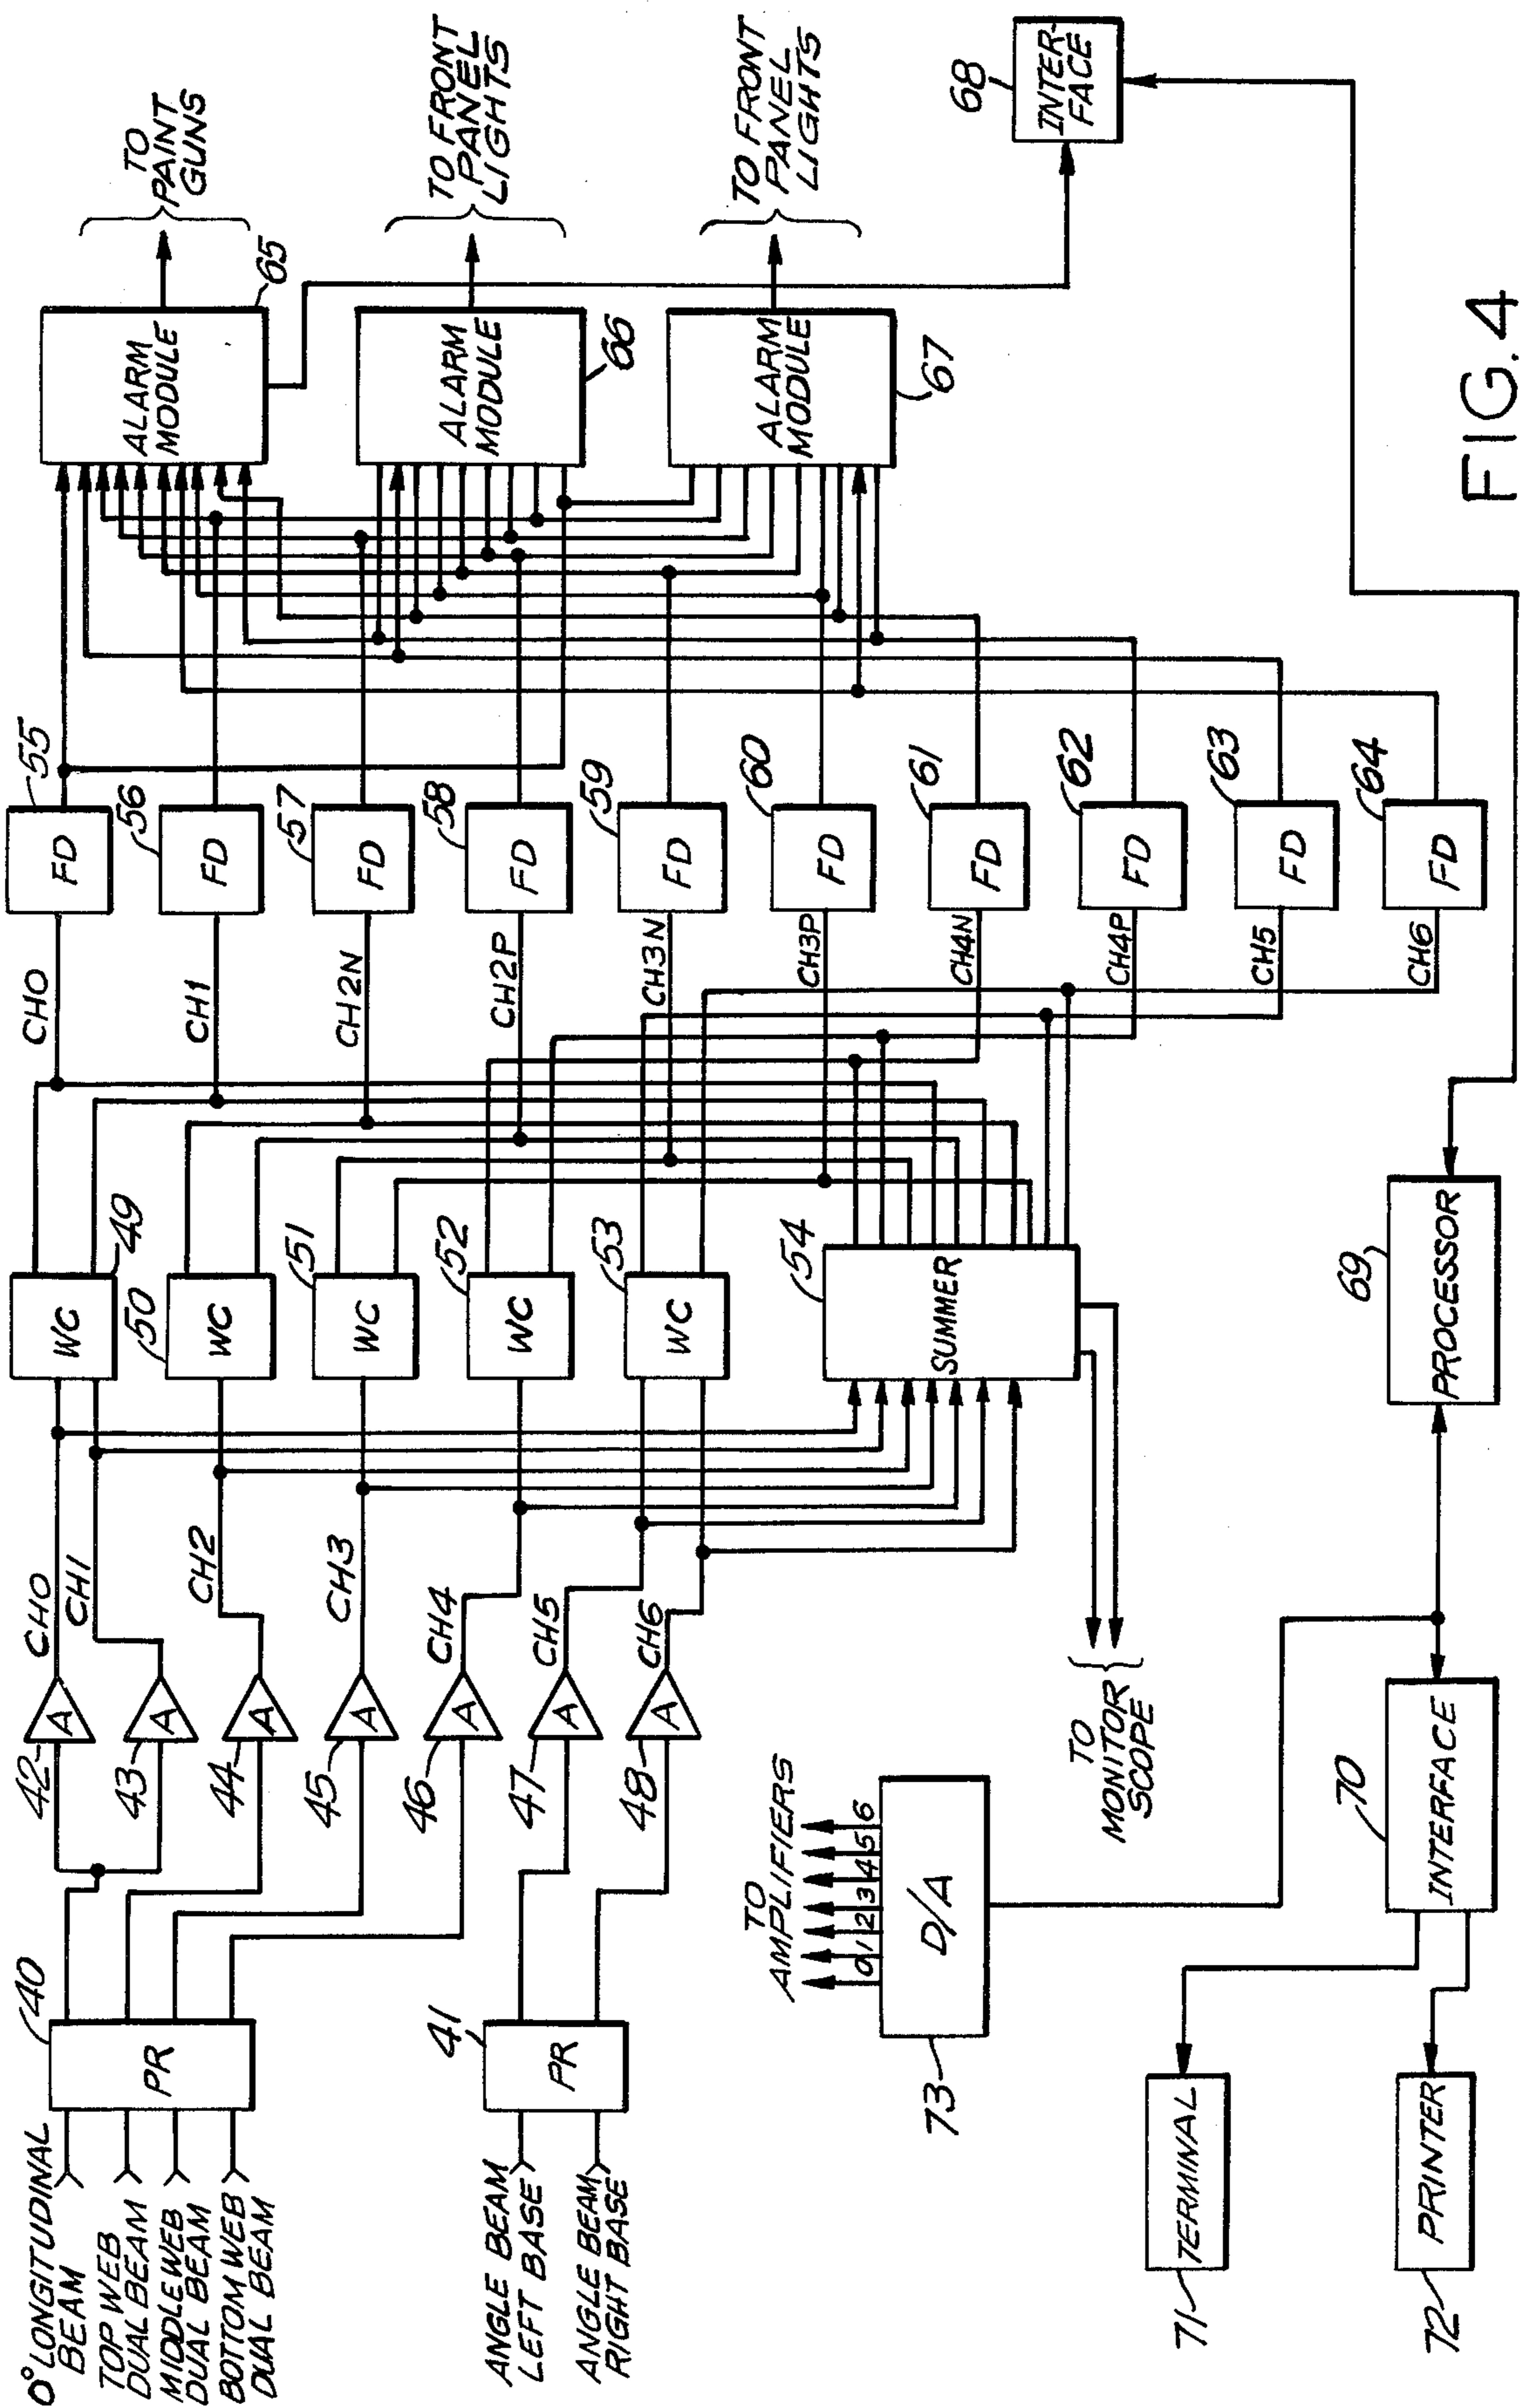 0° LONGITUDINAL
BEAM
TOP WEB
DUAL BEAM
MIDDLE WEB
DUAL BEAM
BOTTOM WEB
DUAL BEAM
40
PR
ANGLE BEAM
LEFT BASE
ANGLE BEAM
RIGHT BASE
41
PR
42
A
43
A
44
A
45
A
46
A
47
A
48
A
CH0
CH1
CH2
CH3
CH4
CH5
CH6
WC
49
50
WC
51
WC
52
WC
53
WC
54
SUMMER
TO
MONITOR
SCOPE
CH0
CH1
CH2N
CH2P
CH3N
CH3P
CH4N
CH4P
CH5
CH6
55
FD
56
FD
57
FD
58
FD
59
FD
60
FD
61
FD
62
FD
63
FD
64
FD
ALARM
MODULE
65
ALARM
MODULE
66
ALARM
MODULE
67
TO
PAINT
GUNS
TO FRONT
PANEL
LIGHTS
TO FRONT
PANEL
LIGHTS
68
INTER-
FACE
69
PROCESSOR
70
INTERFACE
71
TERMINAL
72
PRINTER
73
D/A
0 1 2 3 4 5 6
TO
AMPLIFIERS
FIG. 4